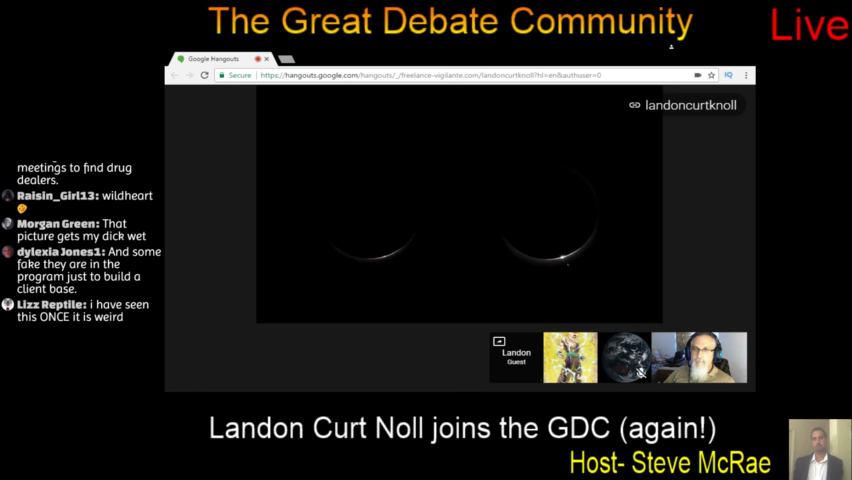 The Great Debate Community
Live
Google Hangouts
Secure
https://hangouts.google.com/hangouts/_/freelance-vigilante.com/landoncurtknoll?hl=en&authuser=0
landoncurtknoll
meetings to find drug
dealers.
Raisin_Girl13: wildheart
Morgan Green: That
picture gets my dick wet
dylexia Jones1: And some
fake they are in the
program just to build a
client base.
Lizz Reptile: i have seen
this ONCE it is weird
Landon
Guest
Landon Curt Noll joins the GDC (again!)
Host- Steve McRae